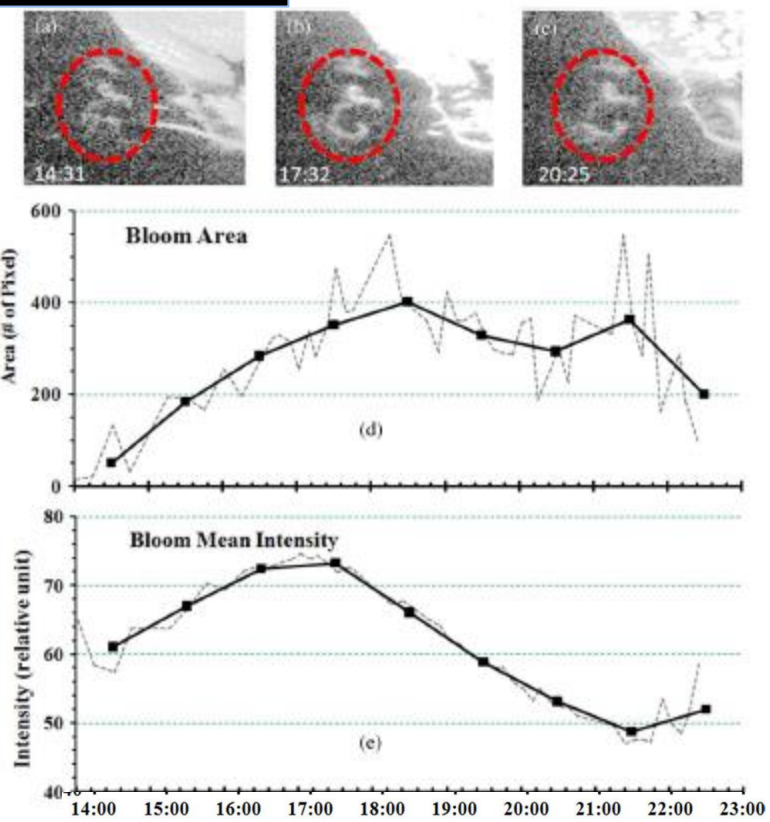 (a) (b) (c)
14:31 17:32 20:25
600
Bloom Area
400
Area (# of Pixel)
200
(d)
0
80
Bloom Mean Intensity
70
Intensity (relative unit)
60
50
(e)
40
14:00 15:00 16:00 17:00 18:00 19:00 20:00 21:00 22:00 23:00